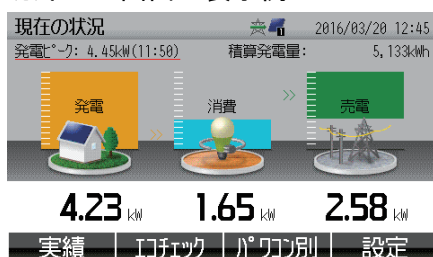 現在の状況 1 2016/03/20 12:45
発電ピーク: 4.45kW(11:50) 積算発電量: 5,133kWh
発電 消費 売電
4.23 kW 1.65 kW 2.58 kW
実績 エコチェック パワコン別 設定